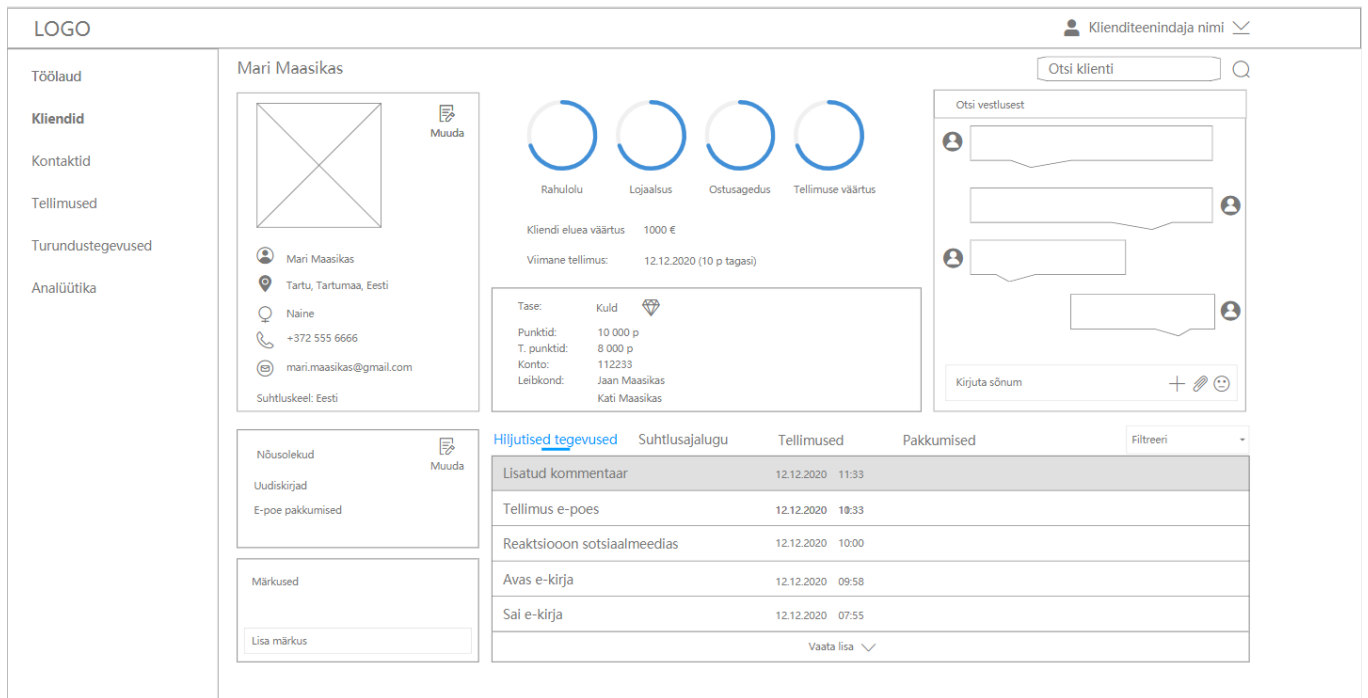 LOGO
Klienditeenindaja nimi
Töölaud
Kliendid
Kontaktid
Tellimused
Turundustegevused
Analüütika
Mari Maasikas
Otsi klienti
Muuda
Mari Maasikas
Tartu, Tartumaa, Eesti
Naine
+372 555 6666
mari.maasikas@gmail.com
Suhtluskeel: Eesti
Rahulolu Lojaalsus Ostusagedus Tellimuse väärtus
Kliendi eluea väärtus 1000 €
Viimane tellimus: 12.12.2020 (10 p tagasi)
Tase: Kuld
Punktid: 10 000 p
T. punktid: 8 000 p
Konto: 112233
Leibkond: Jaan Maasikas
Kati Maasikas
Otsi vestlusest
Kirjuta sõnum
Nõusolekud
Muuda
Uudiskirjad
E-poe pakkumised
Märkused
Lisa märkus
Hiljutised tegevused Suhtlusajalugu Tellimused Pakkumised Filtreeri
Lisatud kommentaar 12.12.2020 11:33
Tellimus e-poes 12.12.2020
Reaktsiooon sotsiaalmeedias 12.12.2020 10:00
Avas e-kirja 12.12.2020 09:58
Sai e-kirja 12.12.2020 07:55
Vaata lisa